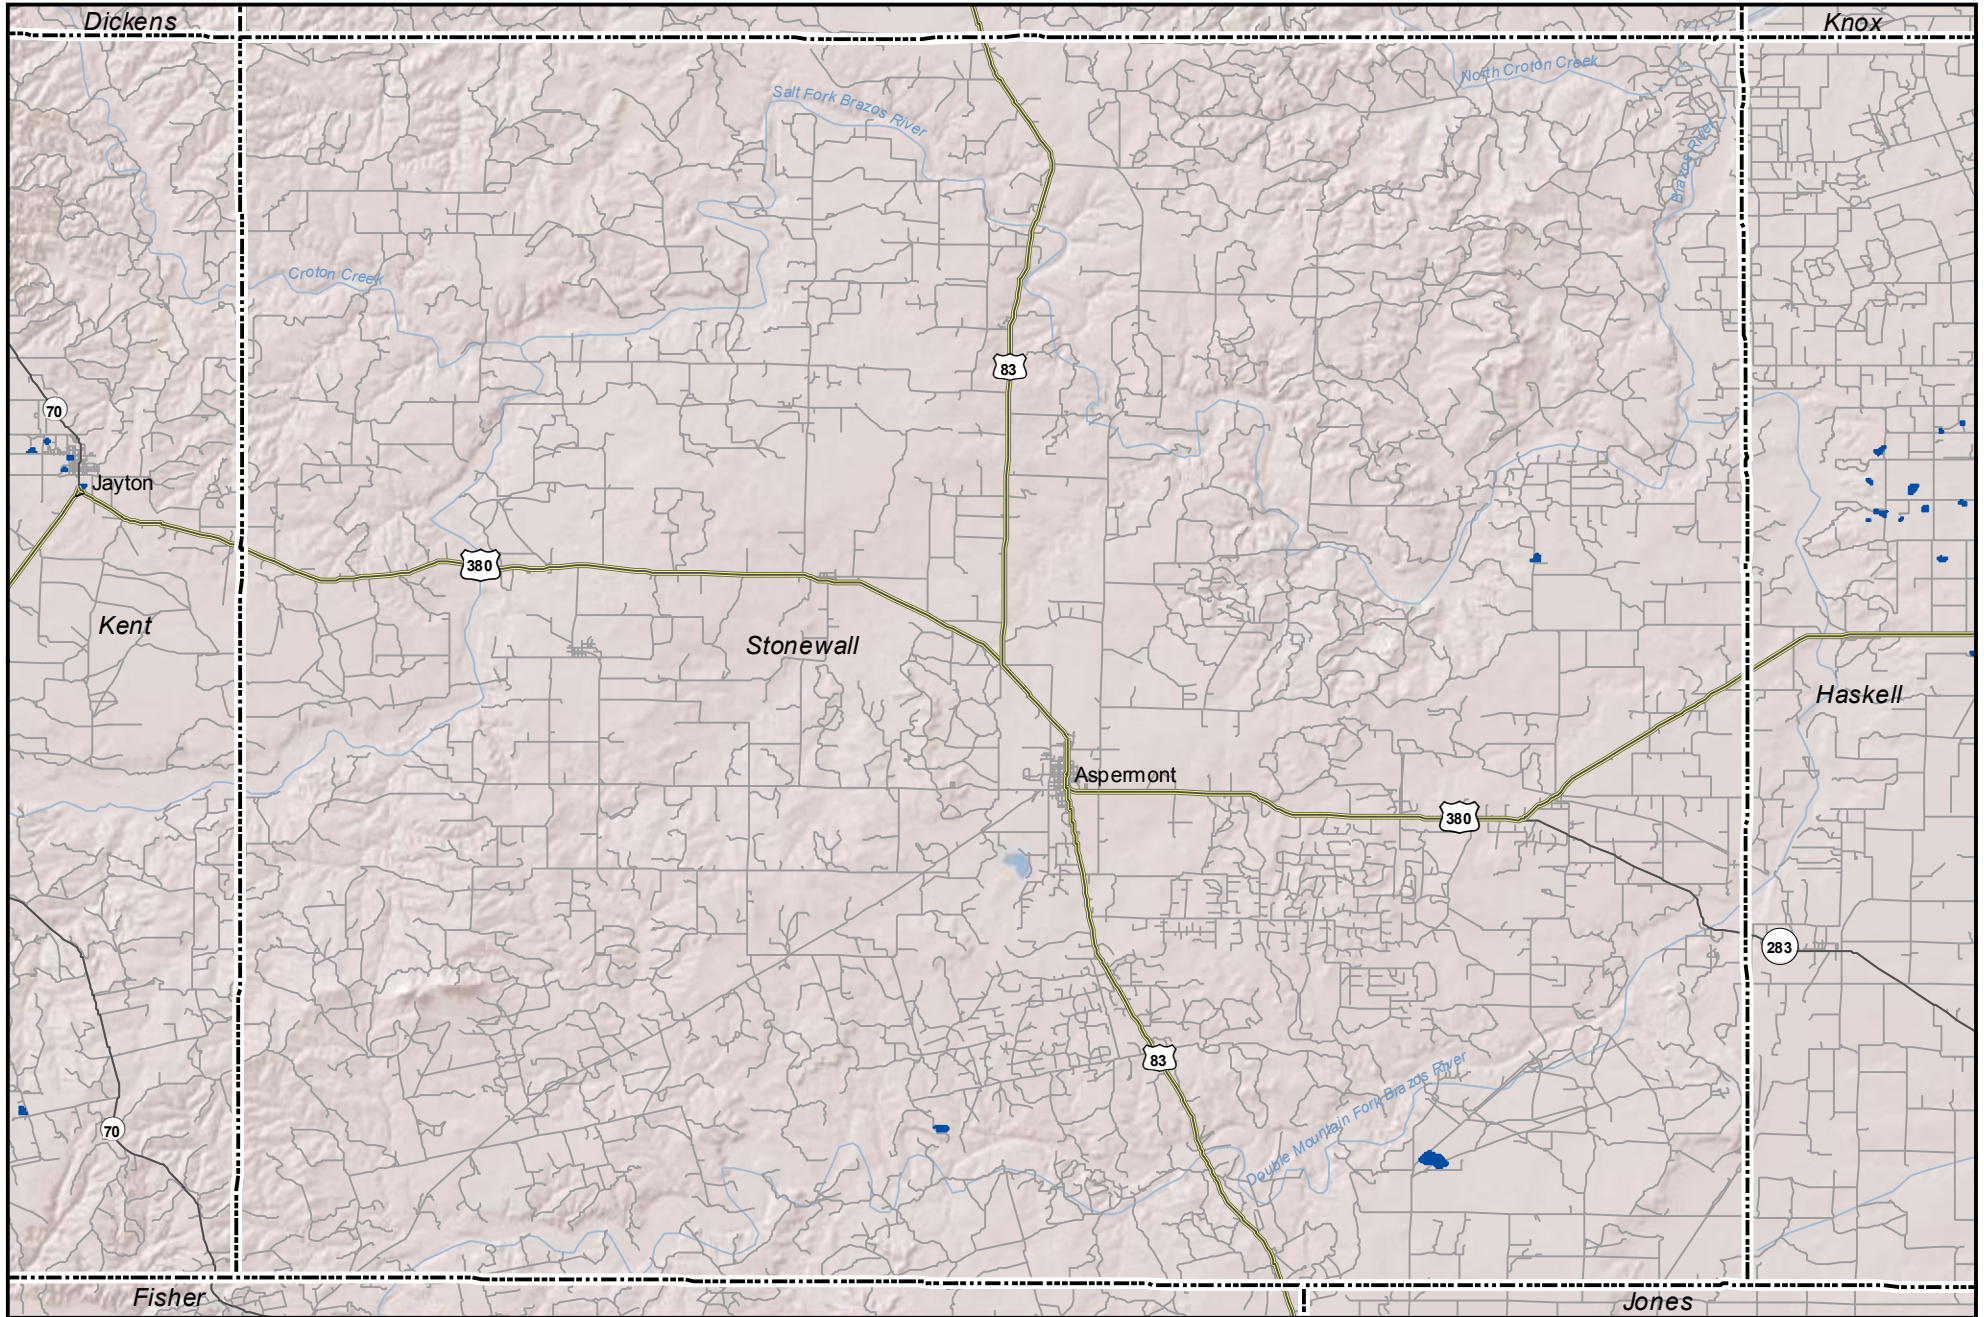 Dickens
Knox
North Croton Creek
Salt Fork Brazos River
Brazos River
Croton Creek
83
70
Jayton
380
Kent
Stonewall
Haskell
Aspermont
380
283
83
Double Mountain Fork Brazos River
70
Fisher
Jones